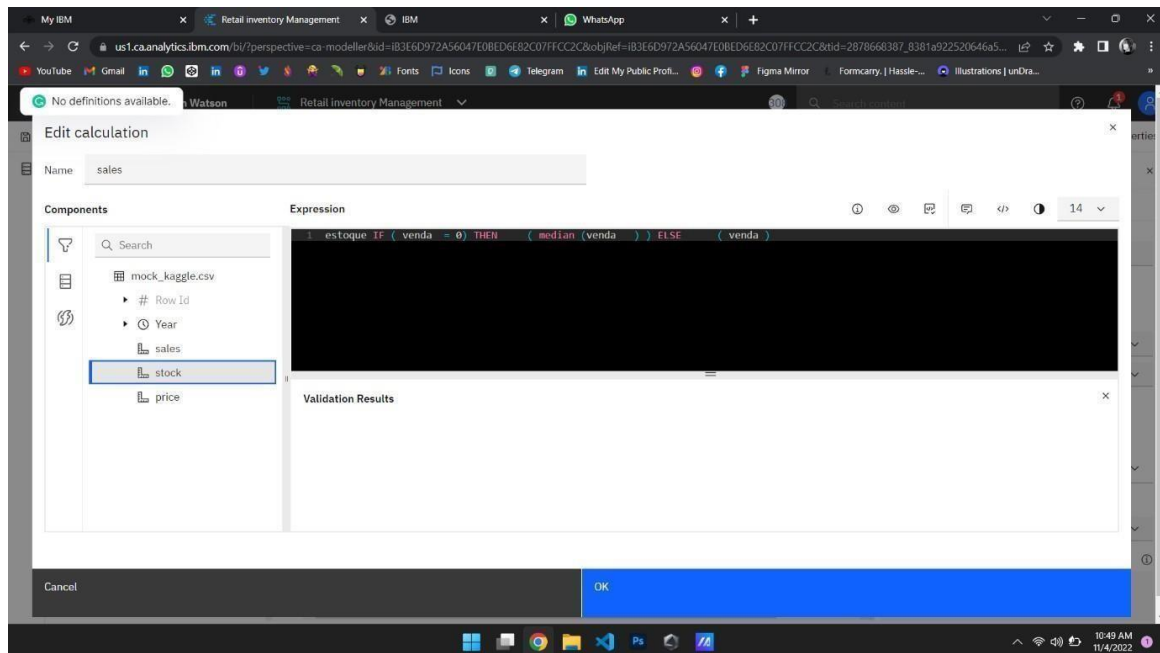 My IBM
Retail inventory Management
IBM
WhatsApp
us1.ca.analytics.ibm.com/bi/?perspective=ca-modeller&id=iB3E6D972A56047E0BED6E82C07FFCC2C&objRef=iB3E6D972A56047E0BED6E82C07FFCC2C&tid=2878668387_8381a922520646a5...
YouTube Gmail Fonts Icons Telegram Edit My Public Profi... Figma Mirror Formcarry. | Hassle-... Illustrations | unDra... »
No definitions available. Watson Retail inventory Management Search content
Edit calculation
Name sales
Components Expression 14
1 estoque IF ( venda = 0) THEN ( median (venda ) ) ELSE ( venda )
Search
mock_kaggle.csv
# Row Id
Year
sales
stock
price
Validation Results
Cancel OK
10:49 AM
11/4/2022